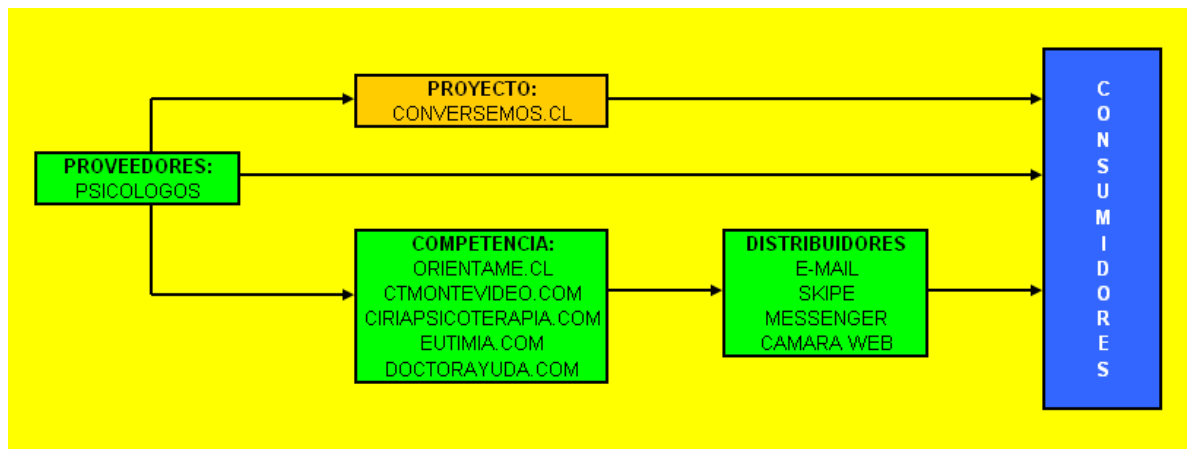 PROYECTO:
CONVERSEMOS.CL
PROVEEDORES:
PSICOLOGOS
COMPETENCIA:
ORIENTAME.CL
CTMONTEVIDEO.COM
CIRIAPSICOTERAPIA.COM
EUTIMIA.COM
DOCTORAYUDA.COM
DISTRIBUIDORES
E-MAIL
SKIPE
MESSENGER
CAMARA WEB
C
O
N
S
U
M
I
D
O
R
E
S